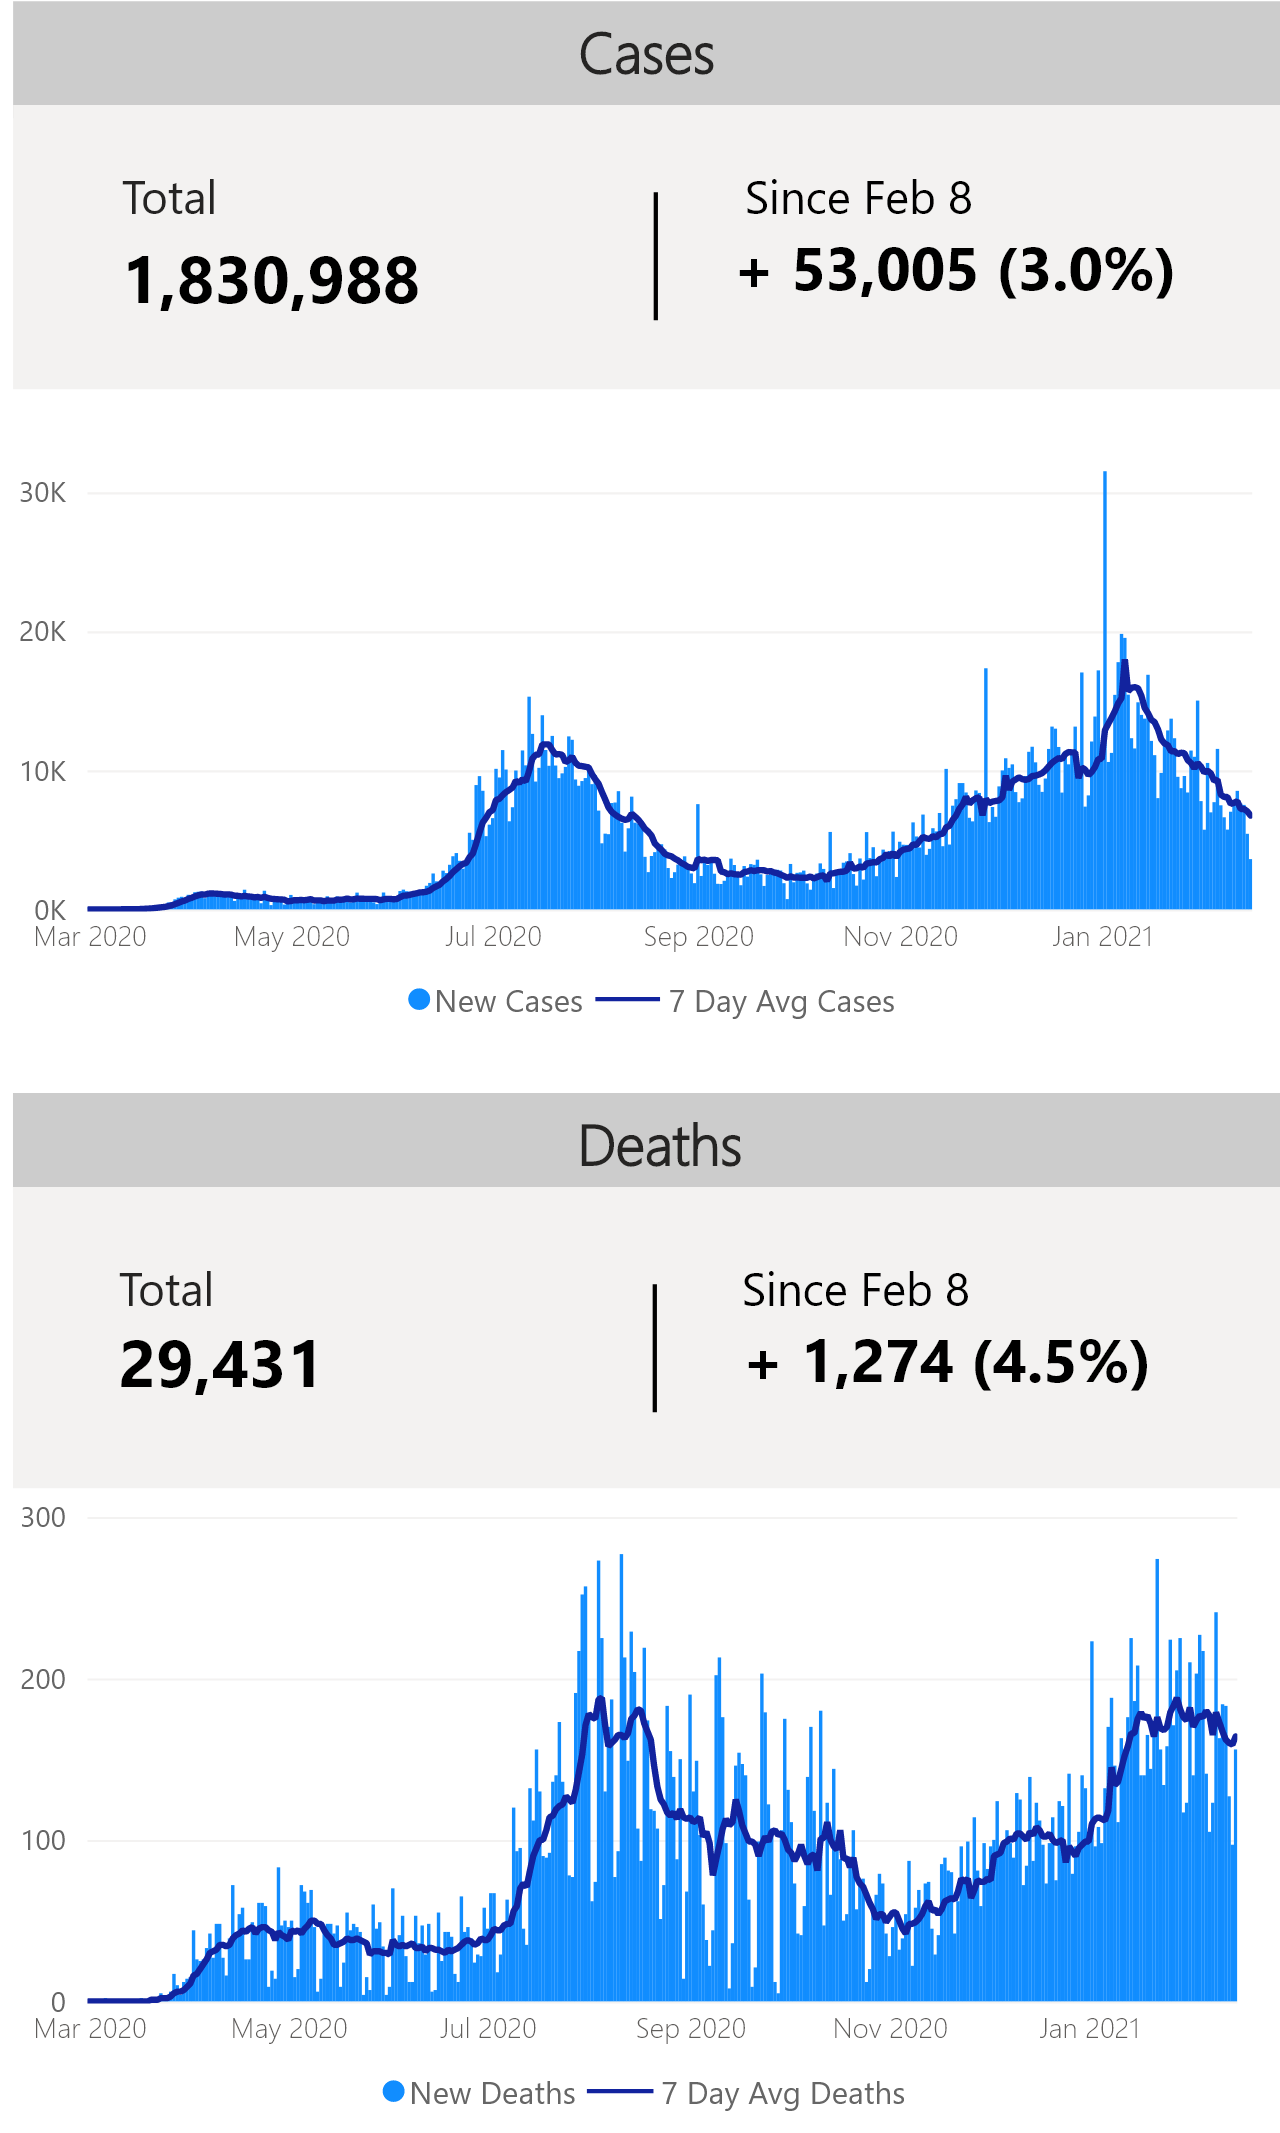 Cases
Total
Since Feb 8
1,830,988
+ 53,005 (3.0%)
30K
20K
10K
0K
Mar 2020 May 2020 Jul 2020 Sep 2020 Nov 2020 Jan 2021
New Cases 7 Day Avg Cases
Deaths
Total
Since Feb 8
29,431
+ 1,274 (4.5%)
300
200
100
0
Mar 2020 May 2020 Jul 2020 Sep 2020 Nov 2020 Jan 2021
New Deaths 7 Day Avg Deaths